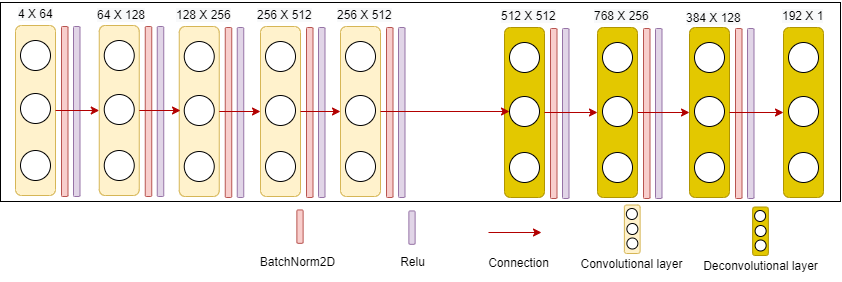 4 X 64
64 X 128
128 X 256
256 X 512
256 X 512
512 X 512
768 X 256
384 X 128
192 X 1
BatchNorm2D
Relu
Connection
Convolutional layer
Deconvolutional layer